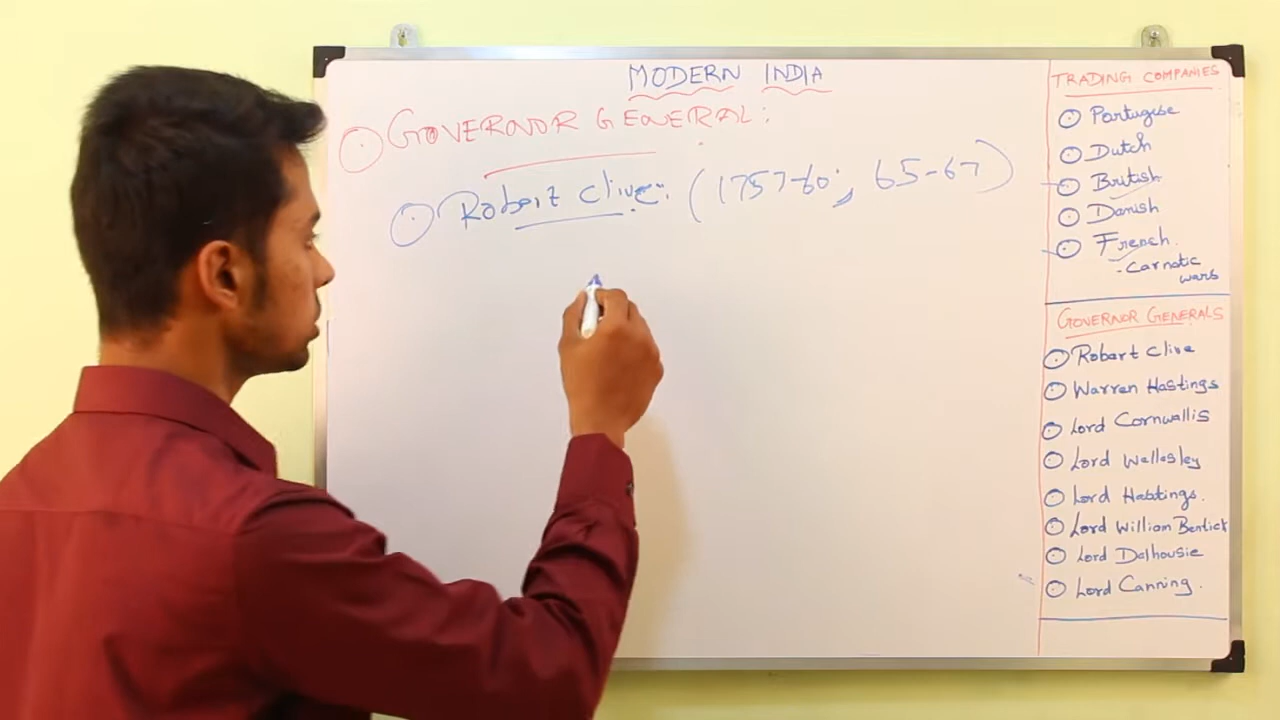 MODERN INDIA
GOVERNOR GENERAL:
Robert Clive: (1757-60, 65-67)
TRADING COMPANIES
Portugese
Dutch
British
Danish
French.
- Carnatic
wars
GOVERNOR GENERALS
Robart Clive
Warren Hastings
Lord Cornwallis
Lord Wellesley
Lord Hastings.
Lord William Bentick
Lord Dalhousie
Lord Canning.